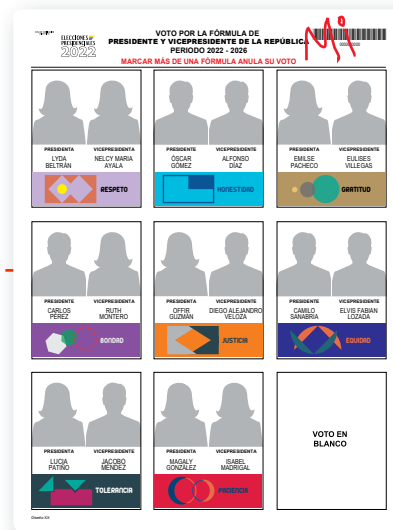 ELECCIONES
PRESIDENCIALES
2022
VOTO POR LA FÓRMULA DE
PRESIDENTE Y VICEPRESIDENTE DE LA REPÚBLICA
PERIODO 2022 - 2026
MARCAR MÁS DE UNA FÓRMULA ANULA SU VOTO
PRESIDENTA VICEPRESIDENTA
LYDA BELTRÁN
NELCY MARIA AYALA
RESPETO
PRESIDENTE VICEPRESIDENTE
ÓSCAR GÓMEZ
ALFONSO DÍAZ
HONESTIDAD
PRESIDENTA VICEPRESIDENTE
EMILSE PACHECO
EULISES VILLEGAS
GRATITUD
PRESIDENTE VICEPRESIDENTA
CARLOS PÉREZ
RUTH MONTERO
BONDAD
PRESIDENTA VICEPRESIDENTE
OFFIR GUZMÁN
DIEGO ALEJANDRO VELOZA
JUSTICIA
PRESIDENTE VICEPRESIDENTE
CAMILO SANABRIA
ELVIS FABIAN LOZADA
EQUIDAD
PRESIDENTA VICEPRESIDENTE
LUCIA PATIÑO
JACOBO MÉNDEZ
TOLERANCIA
PRESIDENTA VICEPRESIDENTA
MAGALY GONZÁLEZ
ISABEL MADRIGAL
PACIENCIA
VOTO EN
BLANCO